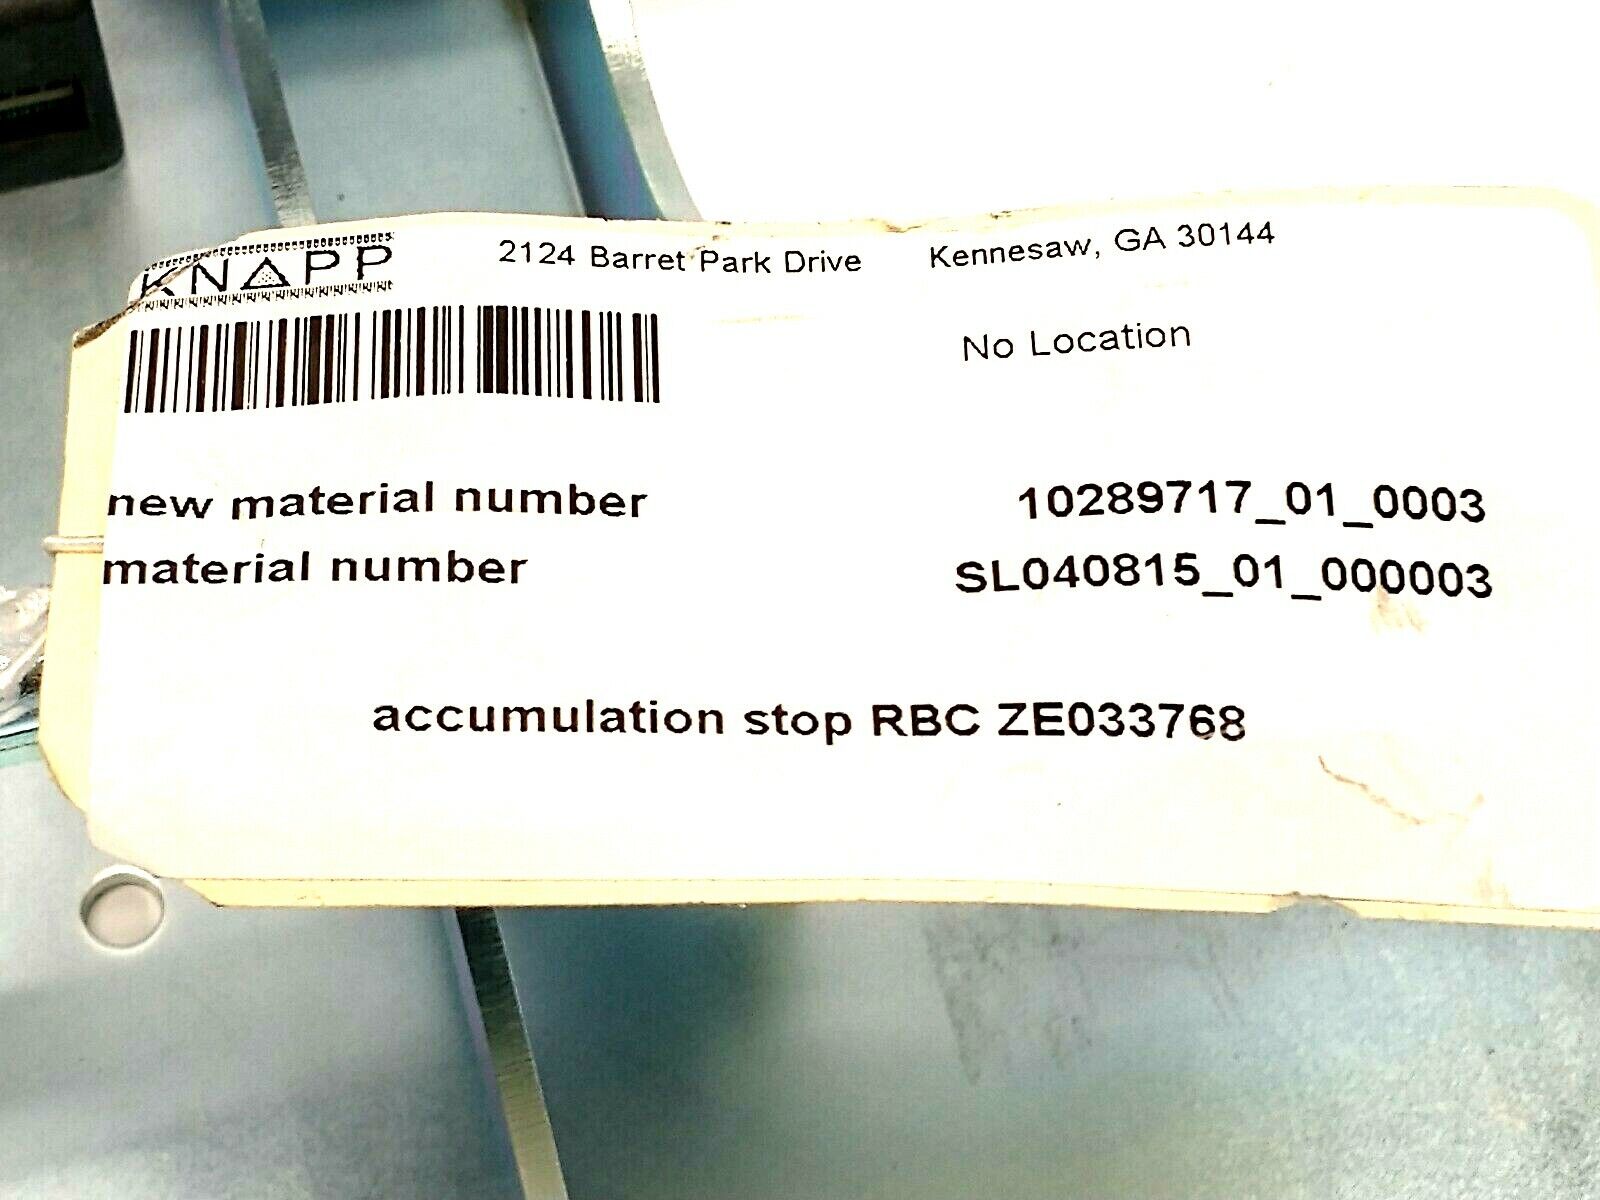 KNAPP 2124 Barret Park Drive Kennesaw, GA 30144
No Location
new material number 10289717_01_0003
material number SL040815_01_000003
accumulation stop RBC ZE033768